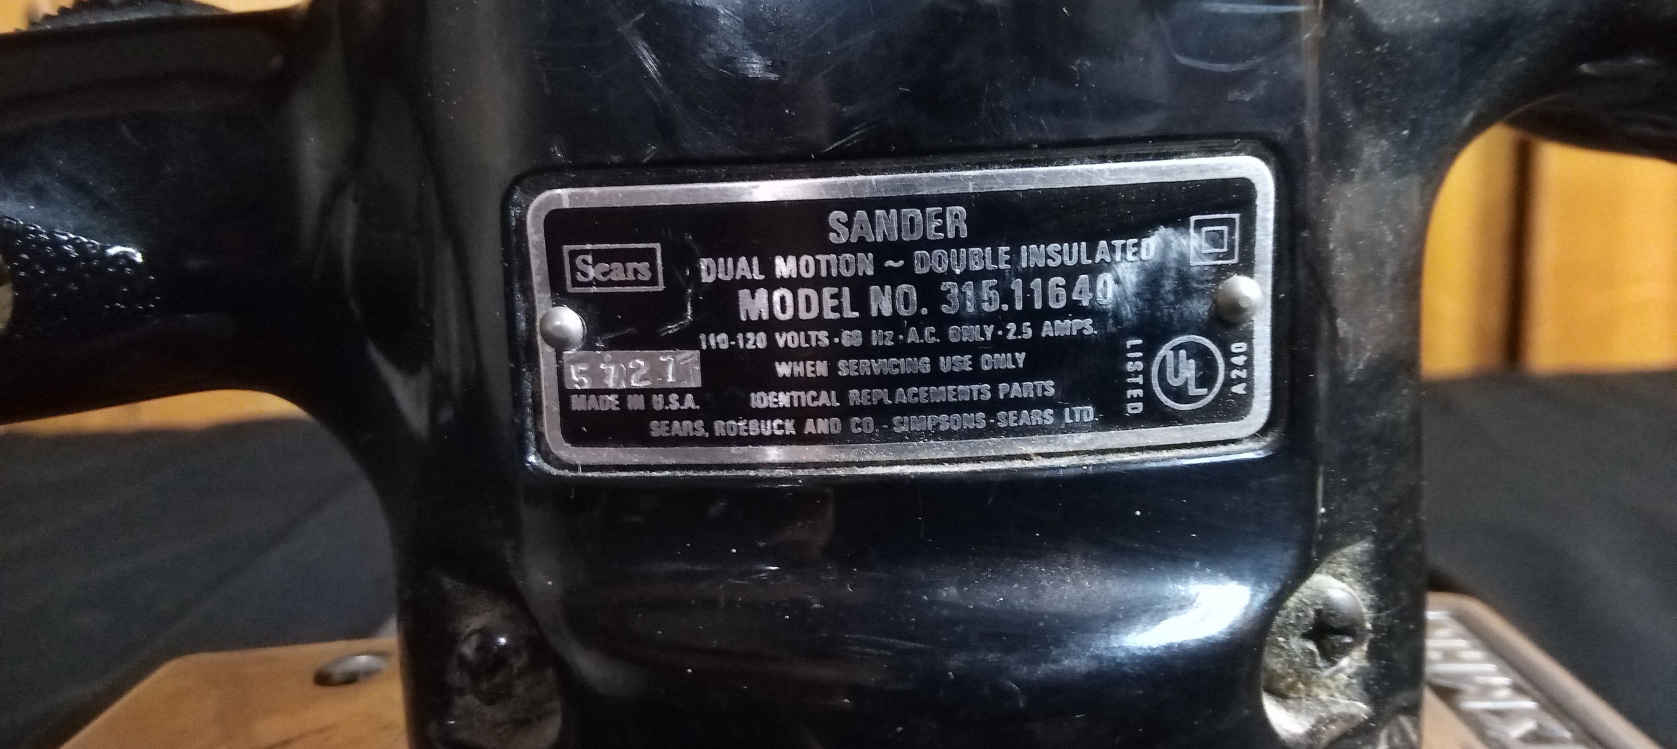 SANDER
Sears
DUAL MOTION ~ DOUBLE INSULATED
MODEL NO. 315.11640
110-120 VOLTS · 60 Hz · A.C. ONLY · 2.5 AMPS.
WHEN SERVICING USE ONLY
MADE IN U.S.A.
IDENTICAL REPLACEMENTS PARTS
SEARS, ROEBUCK AND CO. - SIMPSONS-SEARS LTD.
LISTED
UL
A240